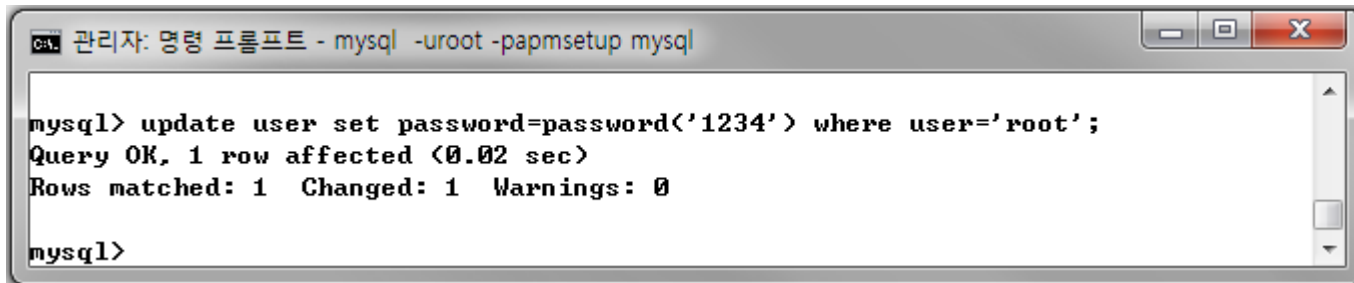 관리자: 명령 프롬프트 - mysql  -uroot -papmsetup mysql
mysql> update user set password=password('1234') where user='root';
Query OK, 1 row affected (0.02 sec)
Rows matched: 1  Changed: 1  Warnings: 0
mysql>